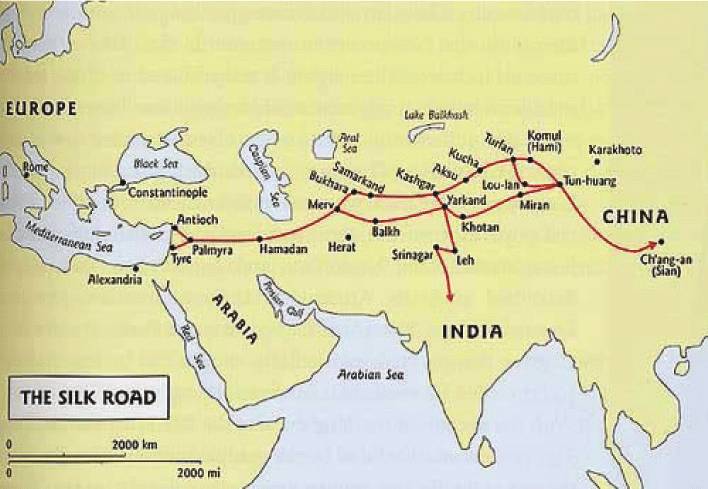 EUROPE
Rome
Black Sea
Constantinople
Mediterranean Sea
Antioch
Tyre
Palmyra
Alexandria
Caspian Sea
Aral
Sea
Lake Balkhash
Hamadan
Merv
Bukhara
Samarkand
Balkh
Herat
Kashgar
Aksu
Kucha
Turfan
Komul
(Hami)
Karakhoto
Lou-lan
Tun-huang
Yarkand
Miran
Khotan
Srinagar
Leh
CHINA
Ch'ang-an
(Sian)
ARABIA
Persian Gulf
Red
Sea
INDIA
Arabian Sea
THE SILK ROAD
0
2000 km
0
2000 mi